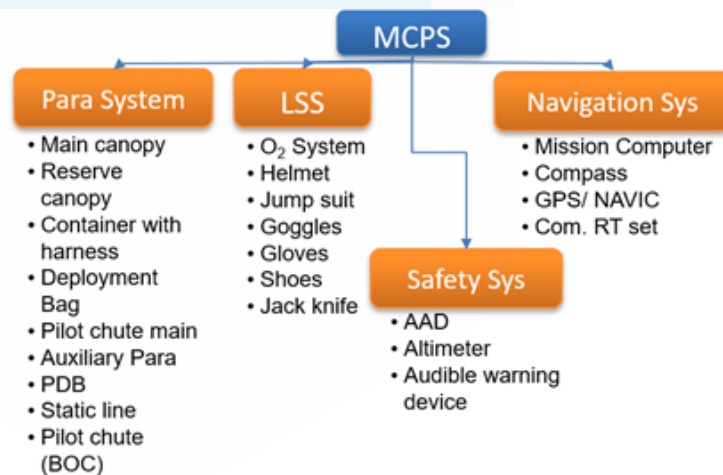 MCPS
Para System
• Main canopy
• Reserve
canopy
• Container with
harness
• Deployment
Bag
• Pilot chute main
• Auxiliary Para
• PDB
• Static line
• Pilot chute
(BOC)
LSS
• O₂ System
• Helmet
• Jump suit
• Goggles
• Gloves
• Shoes
• Jack knife
Safety Sys
• AAD
• Altimeter
• Audible warning
device
Navigation Sys
• Mission Computer
• Compass
• GPS/ NAVIC
• Com. RT set